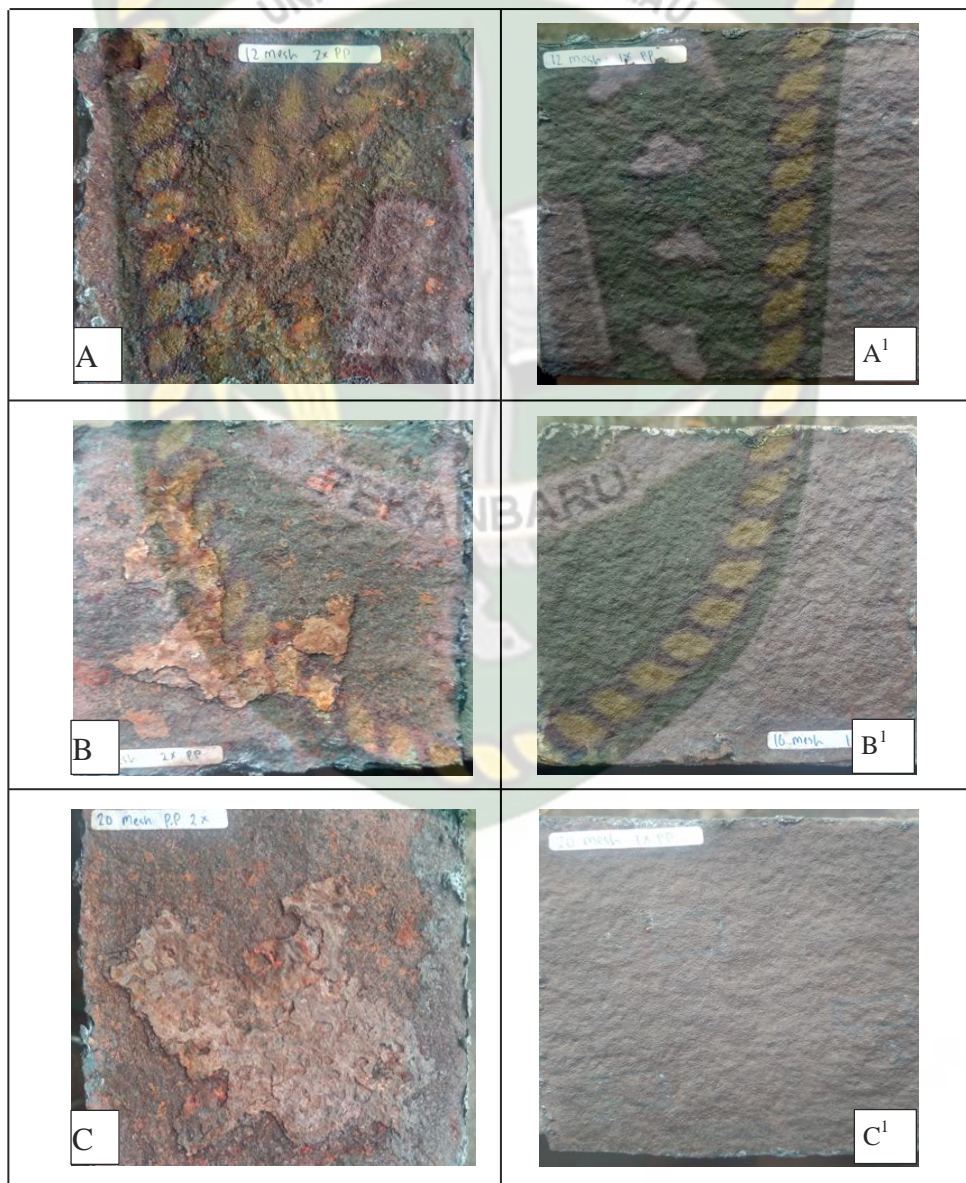 12 mesh 2x PP
12 mesh 1x PP
A
A¹
PEKANBARU
B
2x PP
16 mesh 1
B¹
20 mesh P.P 2x
20 mesh 1x PP
C
C¹